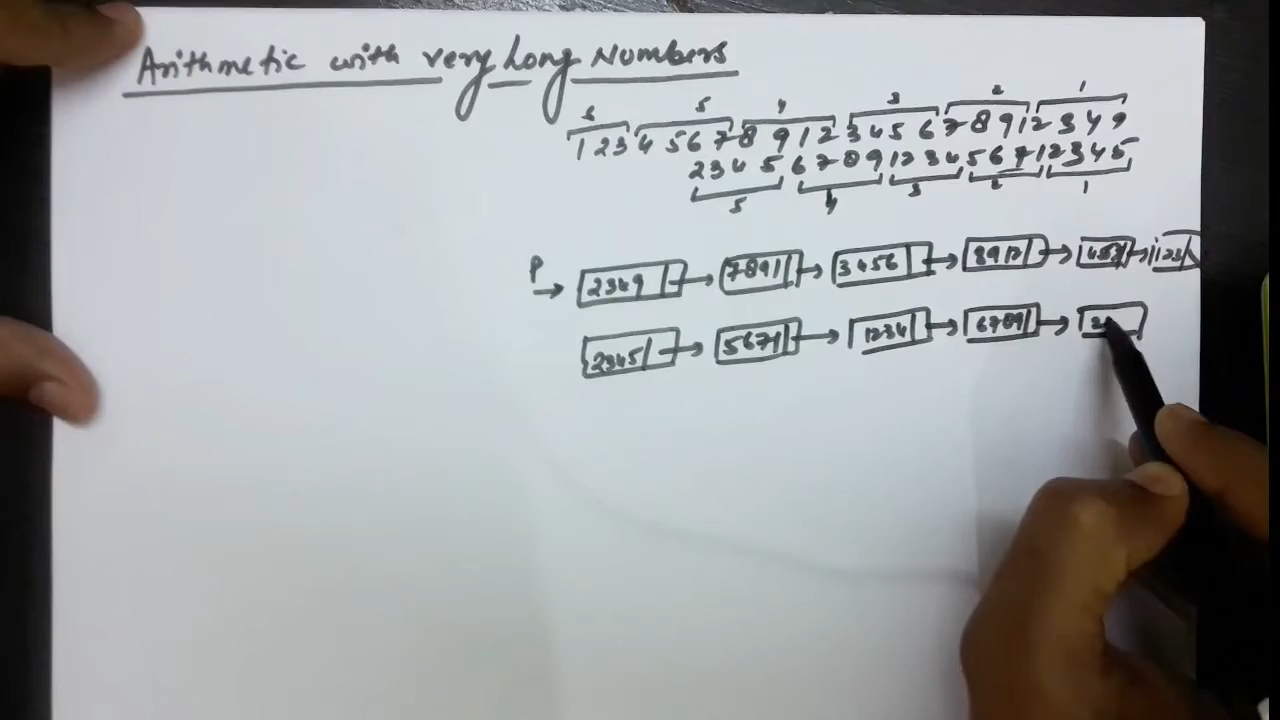 Arithmetic with very Long Numbers
6 5 4 3 2 1
1 2 3 4 5 6 7 8 9 1 2 3 4 5 6 7 8 9 1 2 3 4 9
2 3 4 5 6 7 8 9 1 2 3 4 5 6 7 1 2 3 4 5
5 4 3 2 1
P
2349 7891 3456 8912 4567 123
2345 5671 1234 6789 2